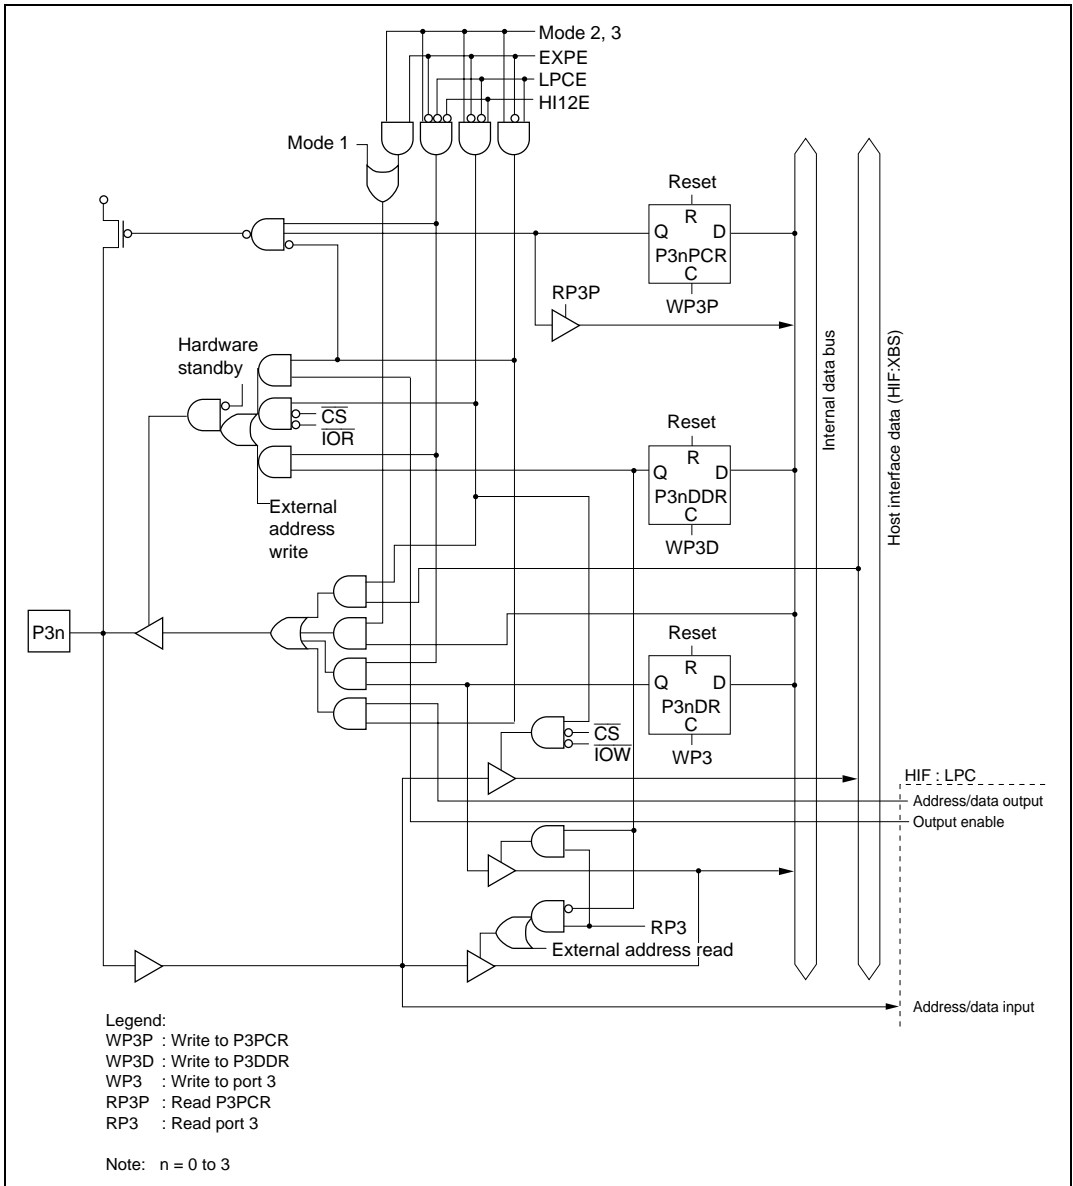 Mode 2, 3
EXPE
LPCE
HI12E
Mode 1
Reset
R
Q D
P3nPCR
C
WP3P
RP3P
Hardware
standby
CS
IOR
External
address
write
Internal data bus
Host interface data (HIF:XBS)
Reset
R
Q D
P3nDDR
C
WP3D
P3n
Reset
R
Q D
P3nDR
C
WP3
CS
IOW
HIF : LPC
Address/data output
Output enable
RP3
External address read
Address/data input
Legend:
WP3P : Write to P3PCR
WP3D : Write to P3DDR
WP3 : Write to port 3
RP3P : Read P3PCR
RP3 : Read port 3
Note: n = 0 to 3